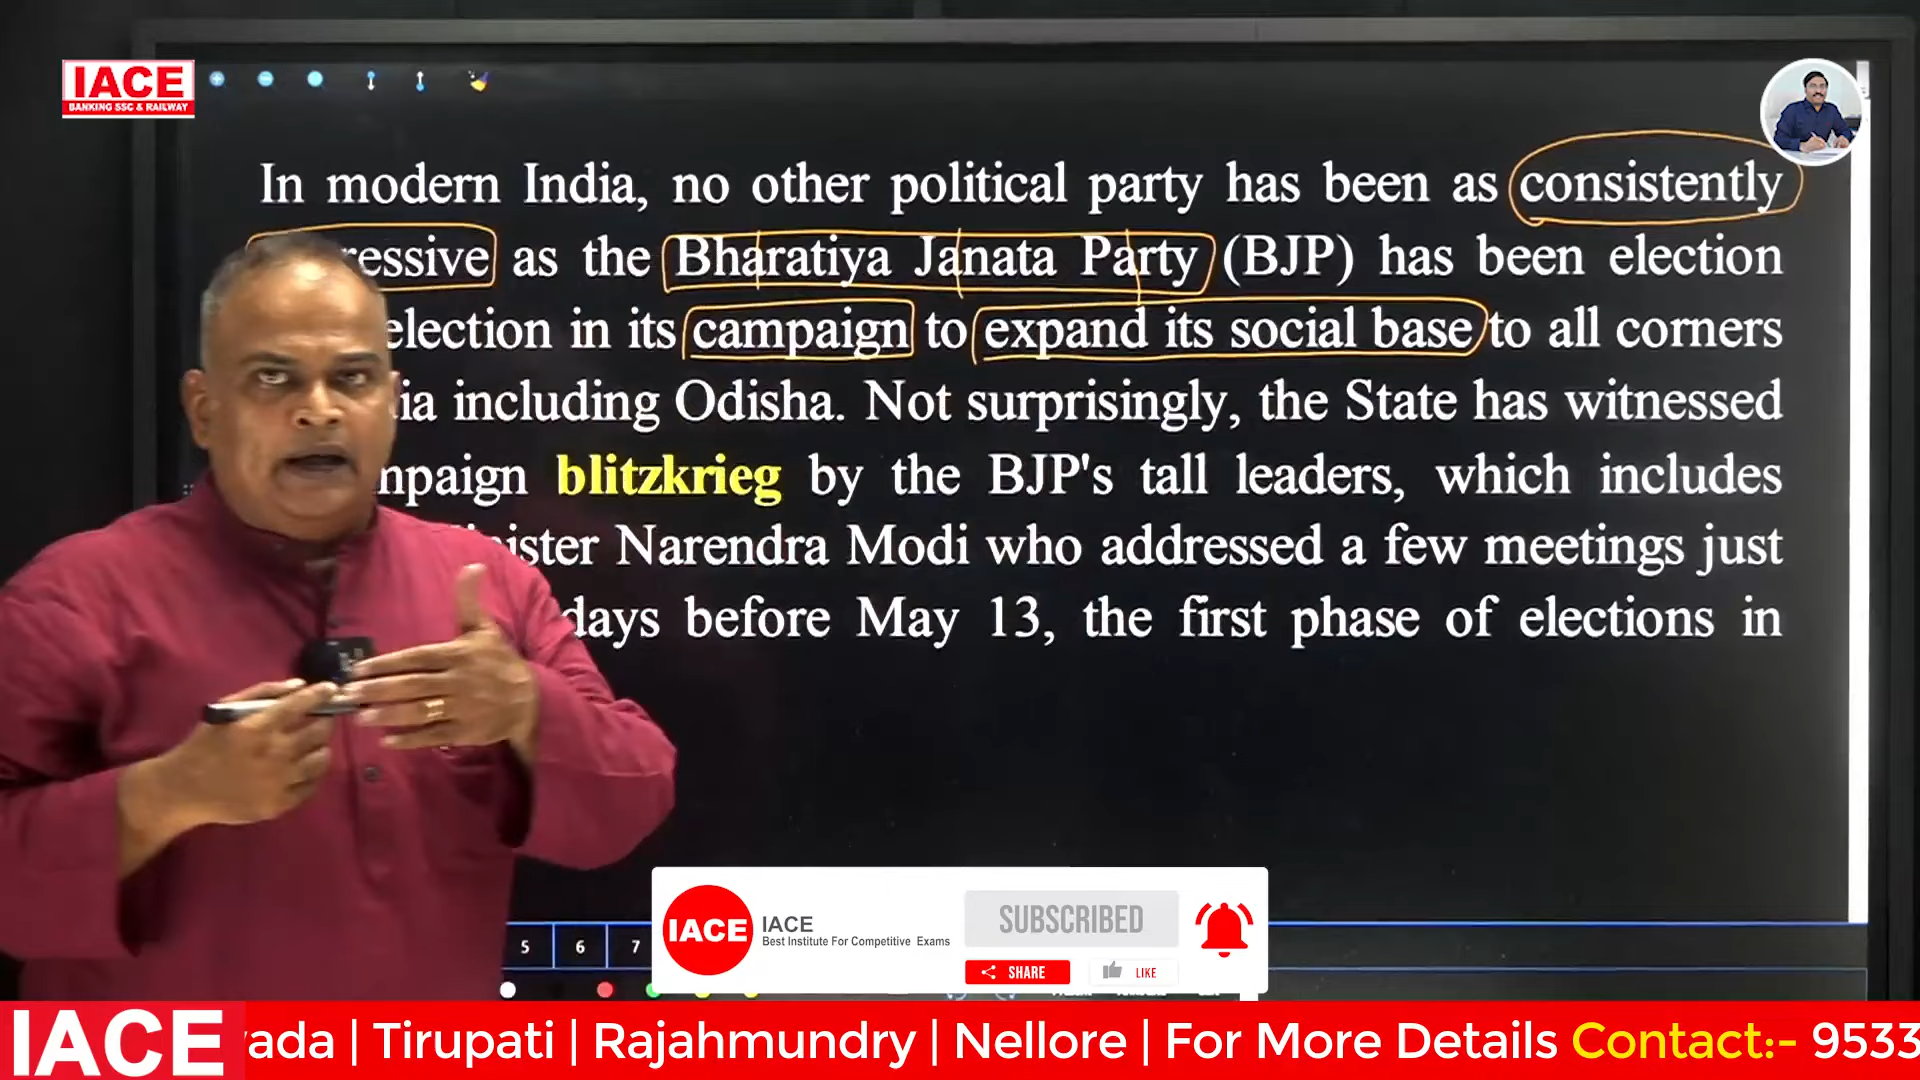 IACE
BANKING SSC & RAILWAY
In modern India, no other political party has been as consistently
ressive as the Bharatiya Janata Party (BJP) has been election
election in its campaign to expand its social base to all corners
ia including Odisha. Not surprisingly, the State has witnessed
mpaign blitzkrieg by the BJP's tall leaders, which includes
ister Narendra Modi who addressed a few meetings just
days before May 13, the first phase of elections in
5 6 7
IACE
IACE
Best Institute For Competitive Exams
SUBSCRIBED
SHARE
LIKE
IACE
vada | Tirupati | Rajahmundry | Nellore | For More Details Contact:- 9533